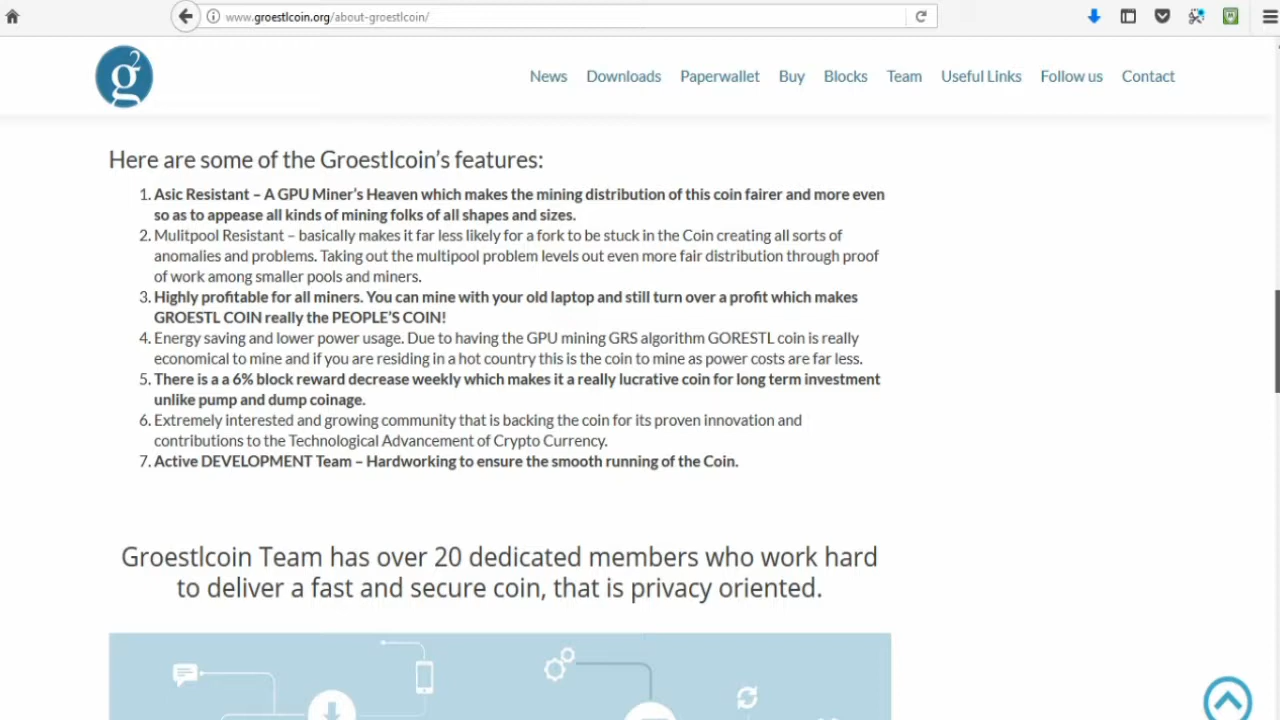 www.groestlcoin.org/about-groestlcoin/
g2
News Downloads Paperwallet Buy Blocks Team Useful Links Follow us Contact
Here are some of the Groestlcoin's features:
1. Asic Resistant – A GPU Miner's Heaven which makes the mining distribution of this coin fairer and more even
so as to appease all kinds of mining folks of all shapes and sizes.
2. Mulitpool Resistant – basically makes it far less likely for a fork to be stuck in the Coin creating all sorts of
anomalies and problems. Taking out the multipool problem levels out even more fair distribution through proof
of work among smaller pools and miners.
3. Highly profitable for all miners. You can mine with your old laptop and still turn over a profit which makes
GROESTL COIN really the PEOPLE'S COIN!
4. Energy saving and lower power usage. Due to having the GPU mining GRS algorithm GORESTL coin is really
economical to mine and if you are residing in a hot country this is the coin to mine as power costs are far less.
5. There is a a 6% block reward decrease weekly which makes it a really lucrative coin for long term investment
unlike pump and dump coinage.
6. Extremely interested and growing community that is backing the coin for its proven innovation and
contributions to the Technological Advancement of Crypto Currency.
7. Active DEVELOPMENT Team – Hardworking to ensure the smooth running of the Coin.
Groestlcoin Team has over 20 dedicated members who work hard
to deliver a fast and secure coin, that is privacy oriented.